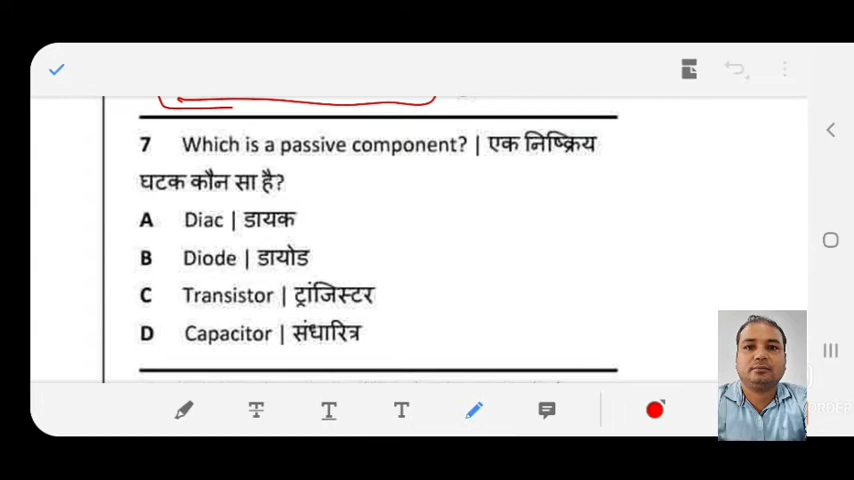 7 Which is a passive component? | एक निष्क्रिय
घटक कौन सा है?
A Diac | डायक
B Diode | डायोड
C Transistor | ट्रांजिस्टर
D Capacitor | संधारित्र
T T T